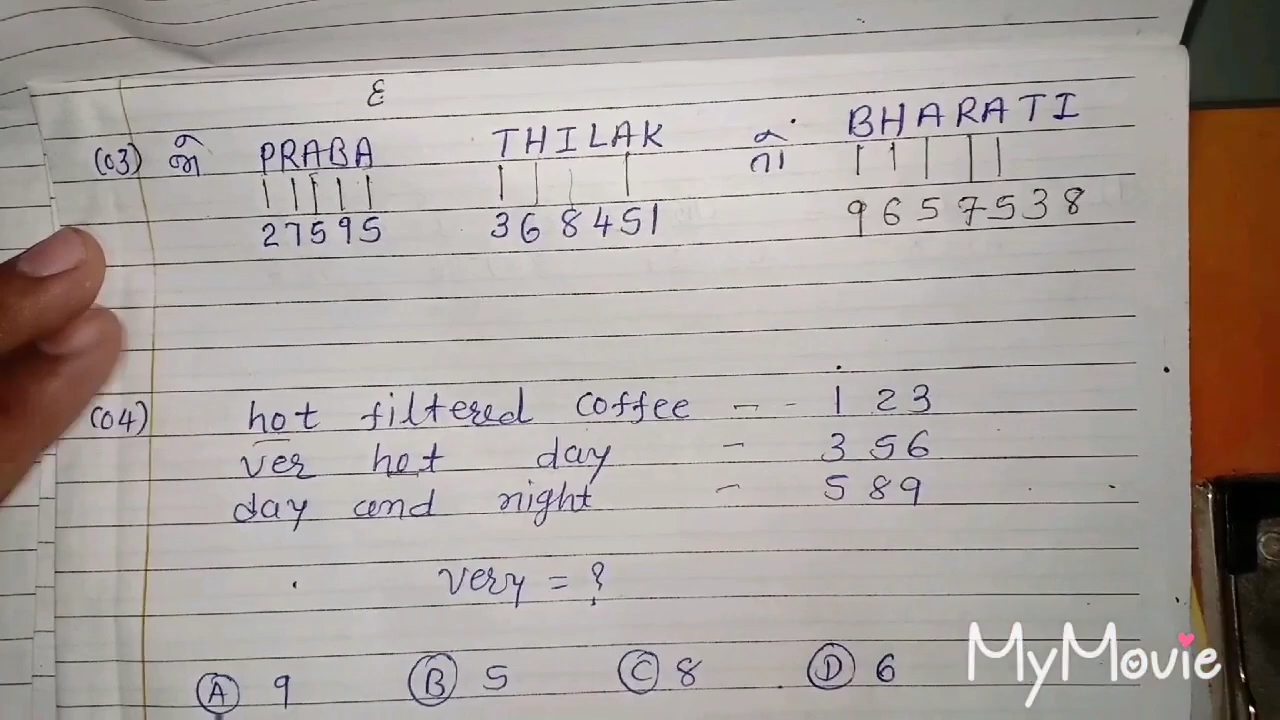 (03) PRABA THILAK BHARATI
27595 368451 9657538
(04) hot filtered coffee - - 1 2 3
ver hot day - 3 5 6
day and night - 5 8 9
very = ?
(A) 9 (B) 5 (C) 8 (D) 6
MyMovie